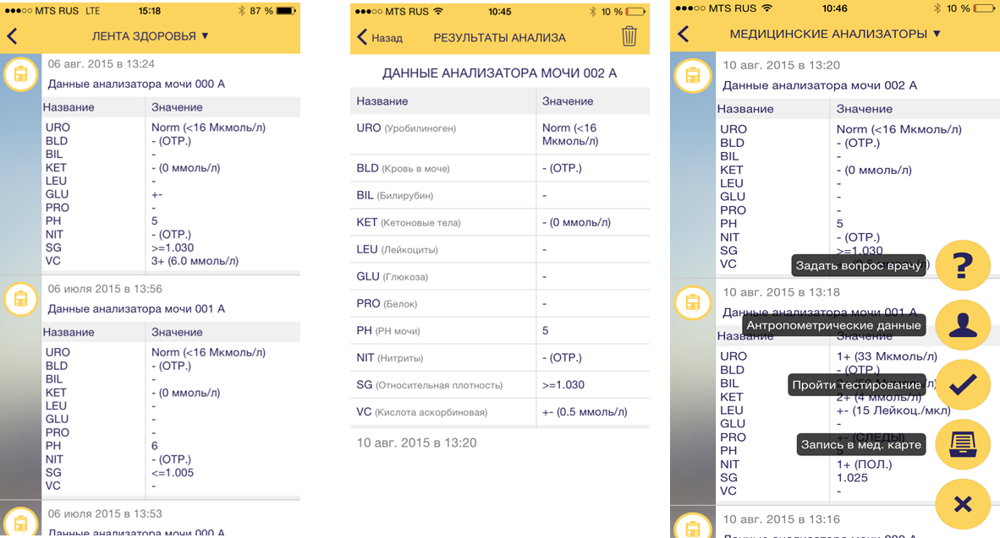 MTS RUS LTE 15:18 87 %
ЛЕНТА ЗДОРОВЬЯ ▼
06 авг. 2015 в 13:24
Данные анализатора мочи 000 А
Название Значение
URO Norm (<16 Мкмоль/л)
BLD - (ОТР.)
BIL -
KET - (0 ммоль/л)
LEU -
GLU +-
PRO -
PH 5
NIT - (ОТР.)
SG >=1.030
VC 3+ (6.0 ммоль/л)
06 июля 2015 в 13:56
Данные анализатора мочи 001 А
Название Значение
URO Norm (<16 Мкмоль/л)
BLD - (ОТР.)
BIL -
KET - (0 ммоль/л)
LEU -
GLU -
PRO -
PH 6
NIT - (ОТР.)
SG <=1.005
VC -
06 июля 2015 в 13:53
Данные анализатора мочи 000 А
MTS RUS 10:45 10 %
Назад РЕЗУЛЬТАТЫ АНАЛИЗА
ДАННЫЕ АНАЛИЗАТОРА МОЧИ 002 А
Название Значение
URO (Уробилиноген) Norm (<16
Мкмоль/л)
BLD (Кровь в моче) - (ОТР.)
BIL (Билирубин) -
KET (Кетоновые тела) - (0 ммоль/л)
LEU (Лейкоциты) -
GLU (Глюкоза) -
PRO (Белок) -
PH (PH мочи) 5
NIT (Нитриты) - (ОТР.)
SG (Относительная плотность) >=1.030
VC (Кислота аскорбиновая) +- (0.5 ммоль/л)
10 авг. 2015 в 13:20
MTS RUS 10:46 10 %
МЕДИЦИНСКИЕ АНАЛИЗАТОРЫ ▼
10 авг. 2015 в 13:20
Данные анализатора мочи 002 А
Название Значение
URO Norm (<16 Мкмоль/л)
BLD - (ОТР.)
BIL -
KET - (0 ммоль/л)
LEU -
GLU -
PRO -
PH 5
NIT - (ОТР.)
SG >=1.030
VC
Задать вопрос врачу
10 авг. 2015 в 13:18
Данные анализатора мочи 001 А
Антропометрические данные
Название Значение
URO 1+ (33 Мкмоль/л)
BLD - (ОТР.)
BIL
Пройти тестирование
KET 2+ (4 ммоль/л)
LEU +- (15 Лейкоц./мкл)
GLU -
PRO +- (СЛЕДЫ)
Запись в мед. карте
PH
NIT 1+ (ПОЛ.)
SG 1.025
VC -
10 авг. 2015 в 13:16